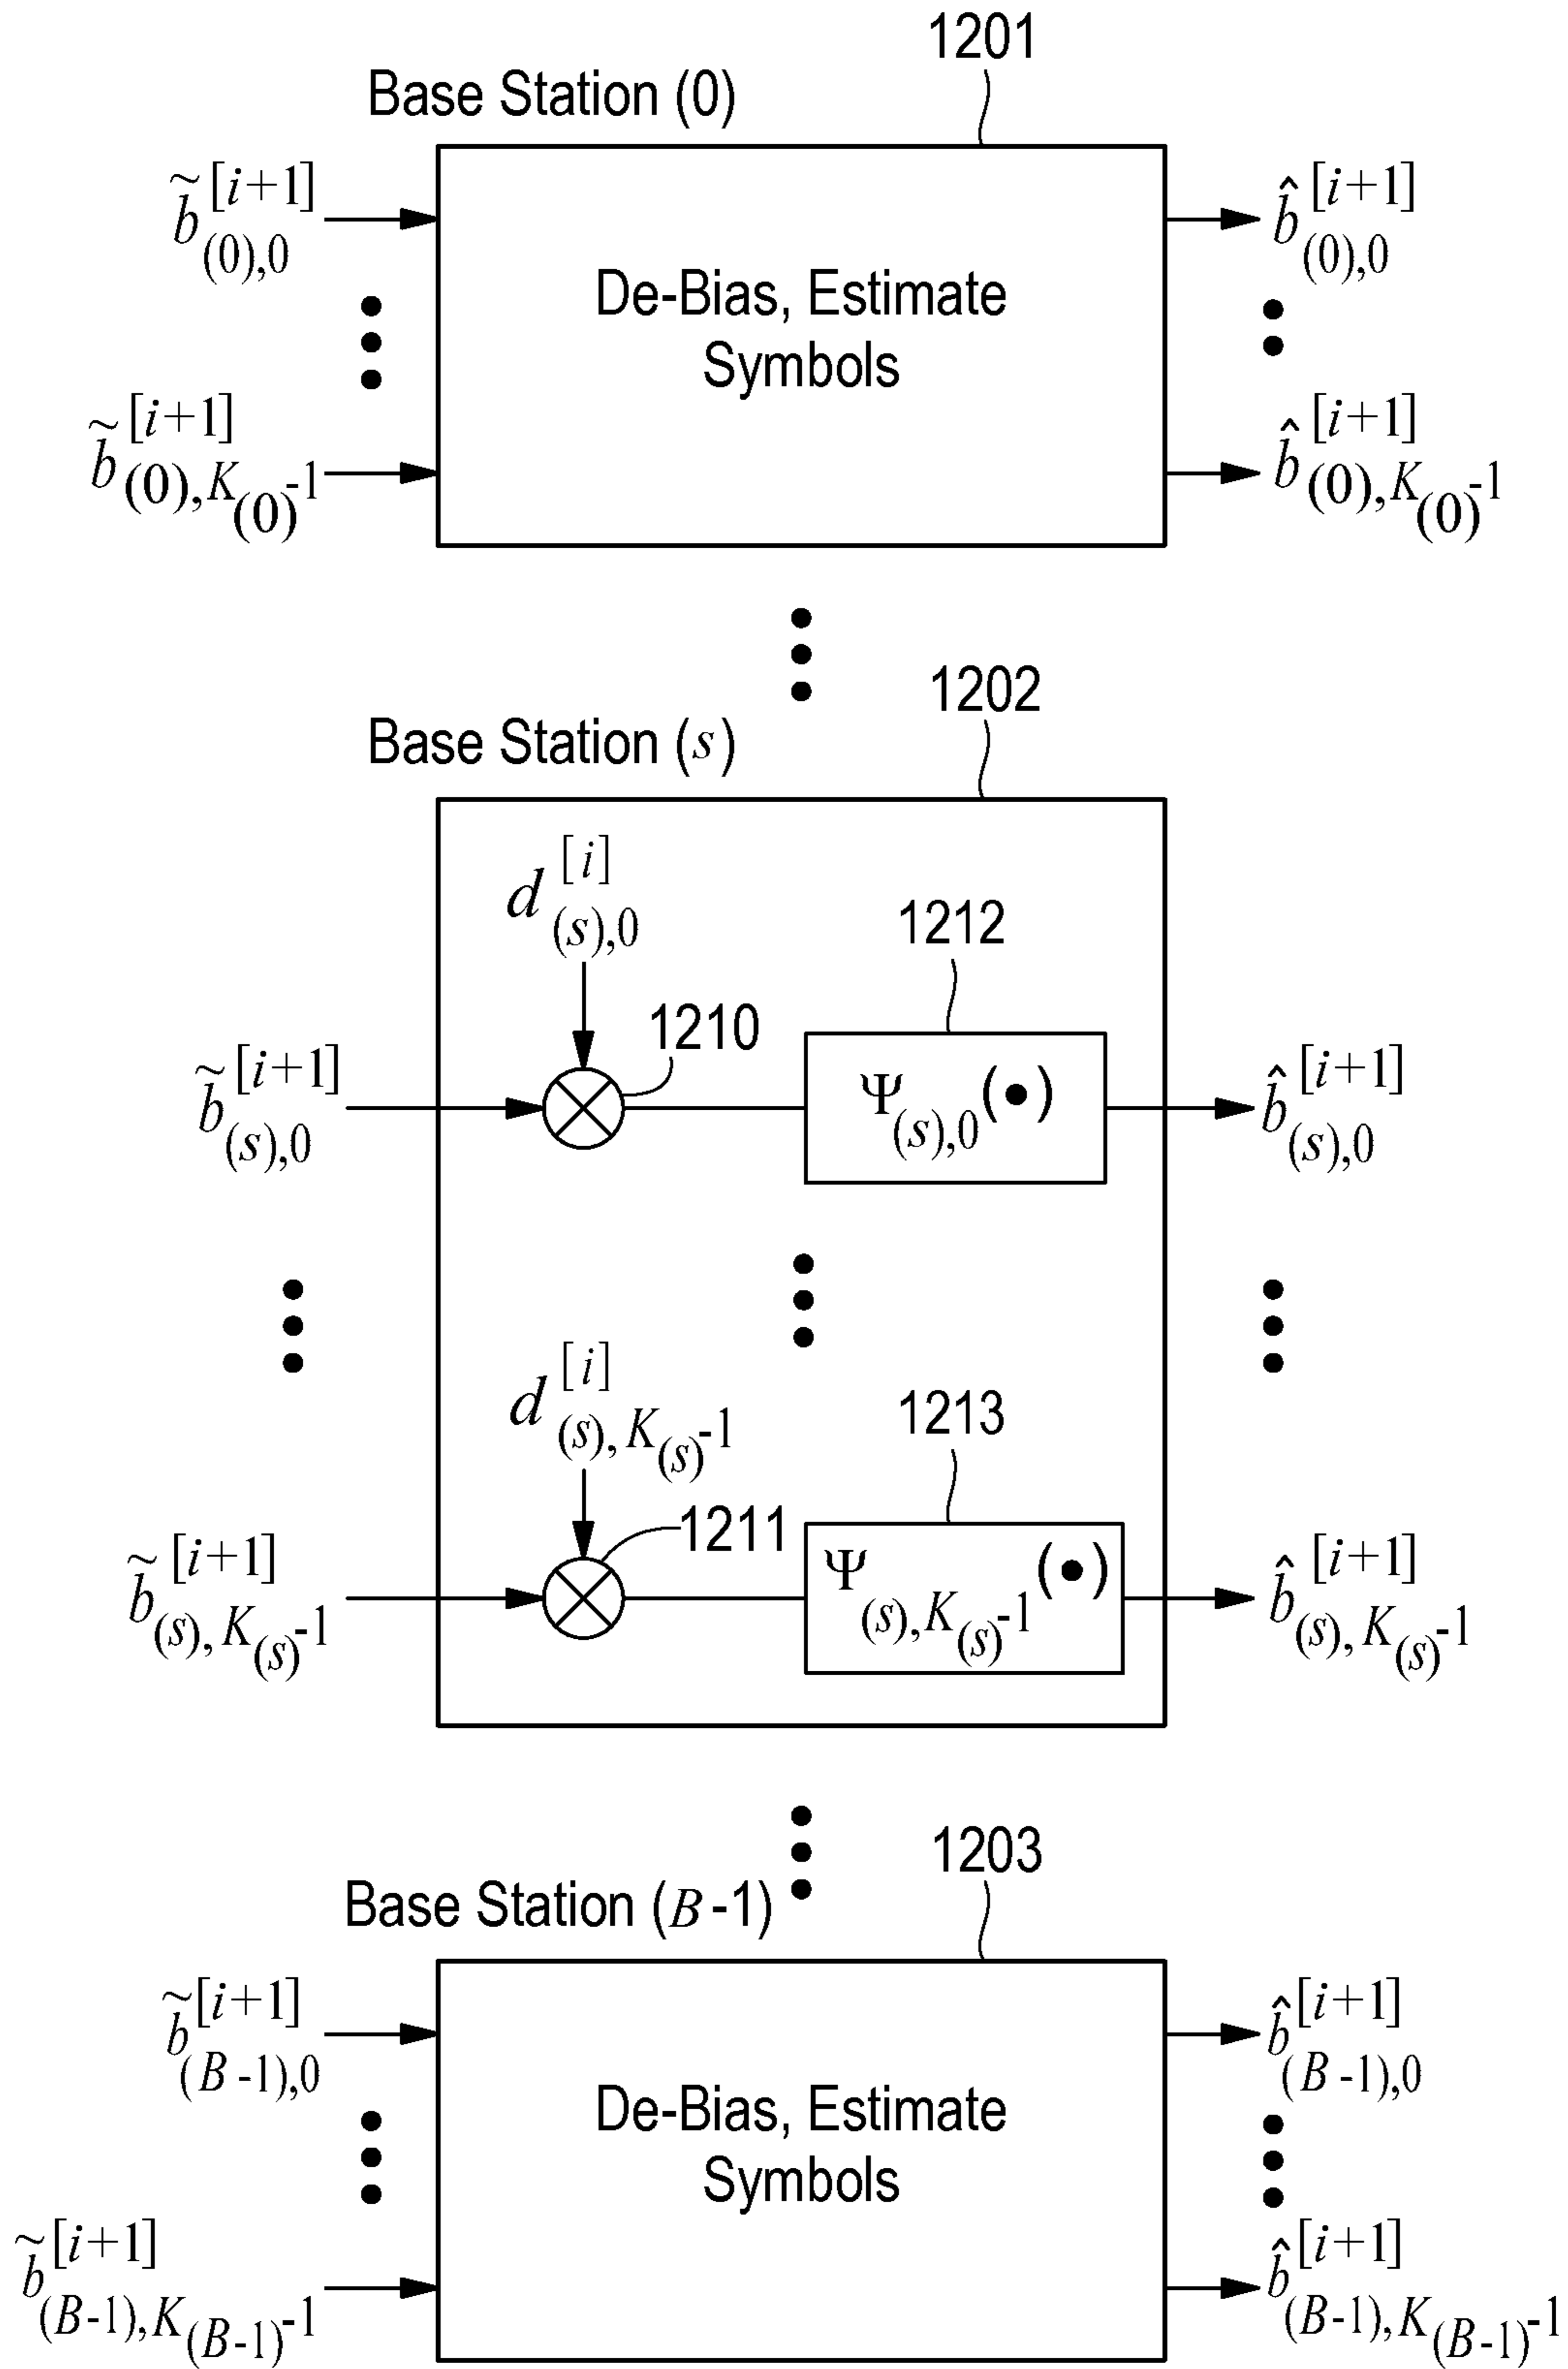 1201
Base Station (0)
b̃_(0),0^[i+1]
b̂_(0),0^[i+1]
De-Bias, Estimate
Symbols
b̃_(0),K_(0)-1^[i+1]
b̂_(0),K_(0)-1^[i+1]
1202
Base Station (s)
d_(s),0^[i]
1212
1210
b̃_(s),0^[i+1]
Ψ_(s),0(•)
b̂_(s),0^[i+1]
d_(s),K_(s)-1^[i]
1213
1211
b̃_(s),K_(s)-1^[i+1]
Ψ_(s),K_(s)-1(•)
b̂_(s),K_(s)-1^[i+1]
1203
Base Station (B-1)
b̃_(B-1),0^[i+1]
b̂_(B-1),0^[i+1]
De-Bias, Estimate
Symbols
b̃_(B-1),K_(B-1)-1^[i+1]
b̂_(B-1),K_(B-1)-1^[i+1]